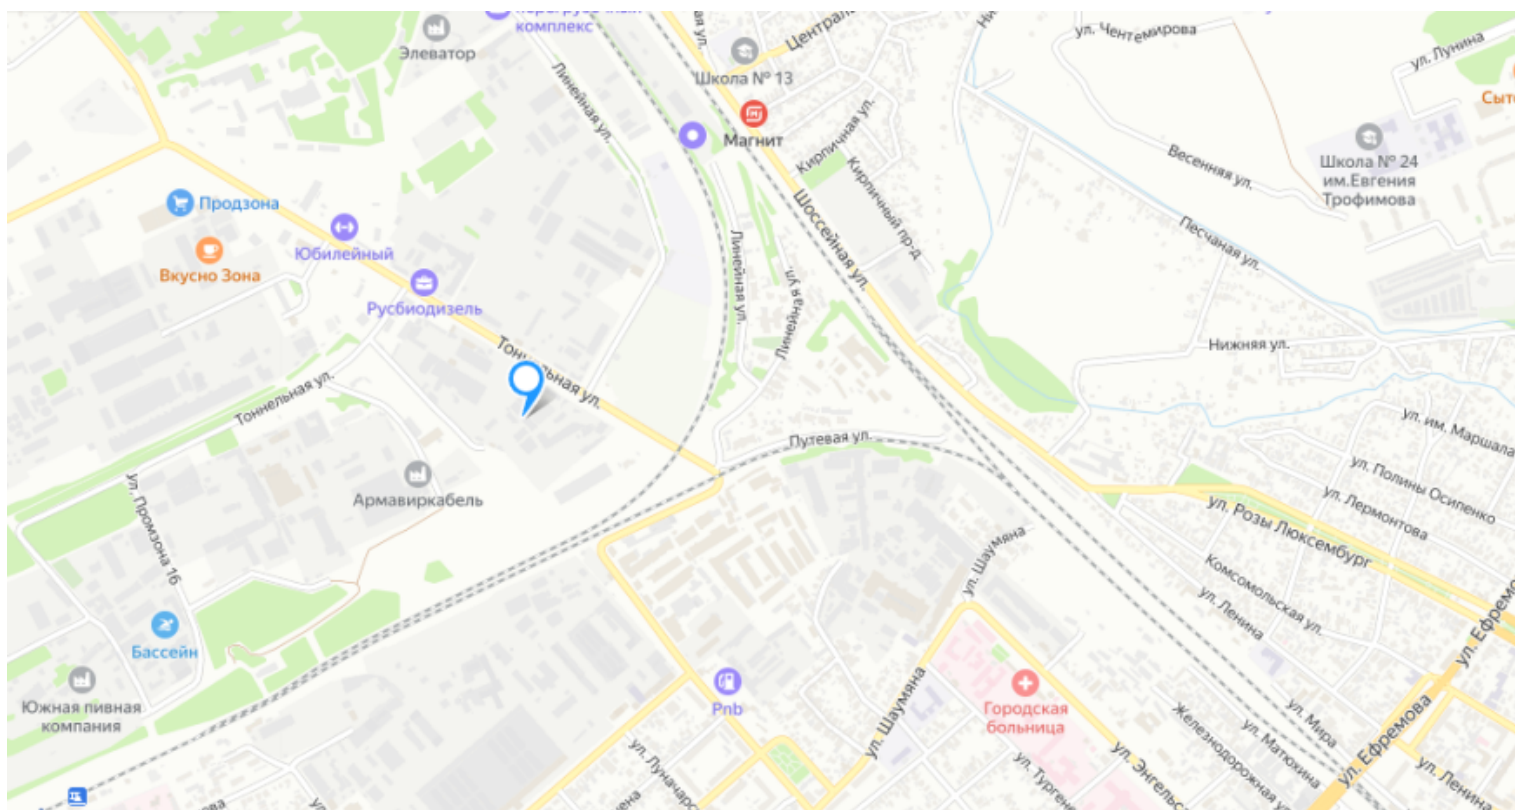 комплекс
Элеватор
Линейная ул.
Школа № 13
Магнит
Кирпичная ул.
Кирпичный пр-д
ул. Чентемирова
ул. Лунина
Школа № 24
им.Евгения
Трофимова
Весенняя ул.
Песчаная ул.
Продзона
Вкусно Зона
Юбилейный
Русбиодизель
Линейная ул.
Линейная ул.
Шоссейная ул.
Нижняя ул.
Тоннельная ул.
Тоннельная ул.
Путевая ул.
ул. им. Маршала
ул. Полины Осипенко
ул. Лермонтова
ул. Розы Люксембург
Армавиркабель
ул. Промзона 16
ул. Шаумяна
Комсомольская ул.
ул. Ленина
Бассейн
Южная пивная
компания
Pnb
Городская
больница
ул. Шаумяна
ул. Мира
ул. Матюхина
ул. Ефремова
ул. Ленина